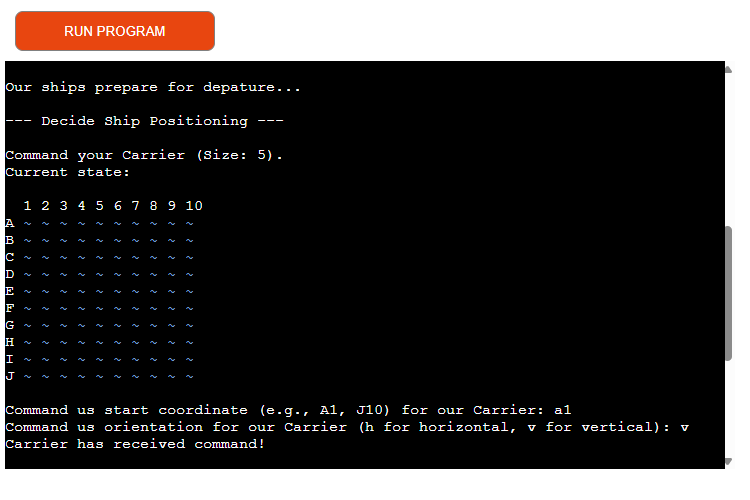 RUN PROGRAM
Our ships prepare for depature...
--- Decide Ship Positioning ---
Command your Carrier (Size: 5).
Current state:
  1 2 3 4 5 6 7 8 9 10
A ~ ~ ~ ~ ~ ~ ~ ~ ~ ~
B ~ ~ ~ ~ ~ ~ ~ ~ ~ ~
C ~ ~ ~ ~ ~ ~ ~ ~ ~ ~
D ~ ~ ~ ~ ~ ~ ~ ~ ~ ~
E ~ ~ ~ ~ ~ ~ ~ ~ ~ ~
F ~ ~ ~ ~ ~ ~ ~ ~ ~ ~
G ~ ~ ~ ~ ~ ~ ~ ~ ~ ~
H ~ ~ ~ ~ ~ ~ ~ ~ ~ ~
I ~ ~ ~ ~ ~ ~ ~ ~ ~ ~
J ~ ~ ~ ~ ~ ~ ~ ~ ~ ~
Command us start coordinate (e.g., A1, J10) for our Carrier: a1
Command us orientation for our Carrier (h for horizontal, v for vertical): v
Carrier has received command!